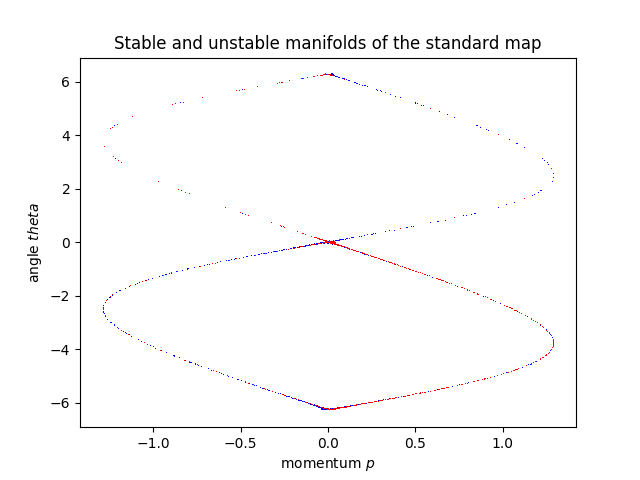 Stable and unstable manifolds of the standard map
angle theta
6
4
2
0
−2
−4
−6
−1.0 −0.5 0.0 0.5 1.0
momentum p